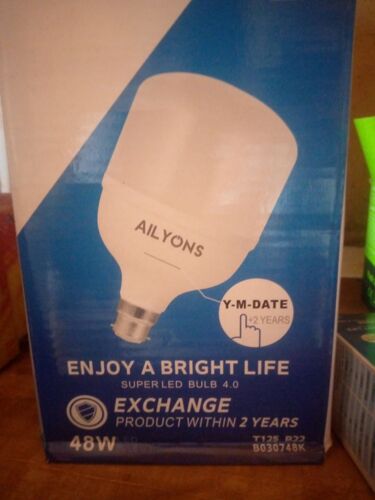 AILYONS
Y-M-DATE
+2 YEARS
ENJOY A BRIGHT LIFE
SUPER LED BULB 4.0
EXCHANGE
PRODUCT WITHIN 2 YEARS
48W
T125 B22
B030748K